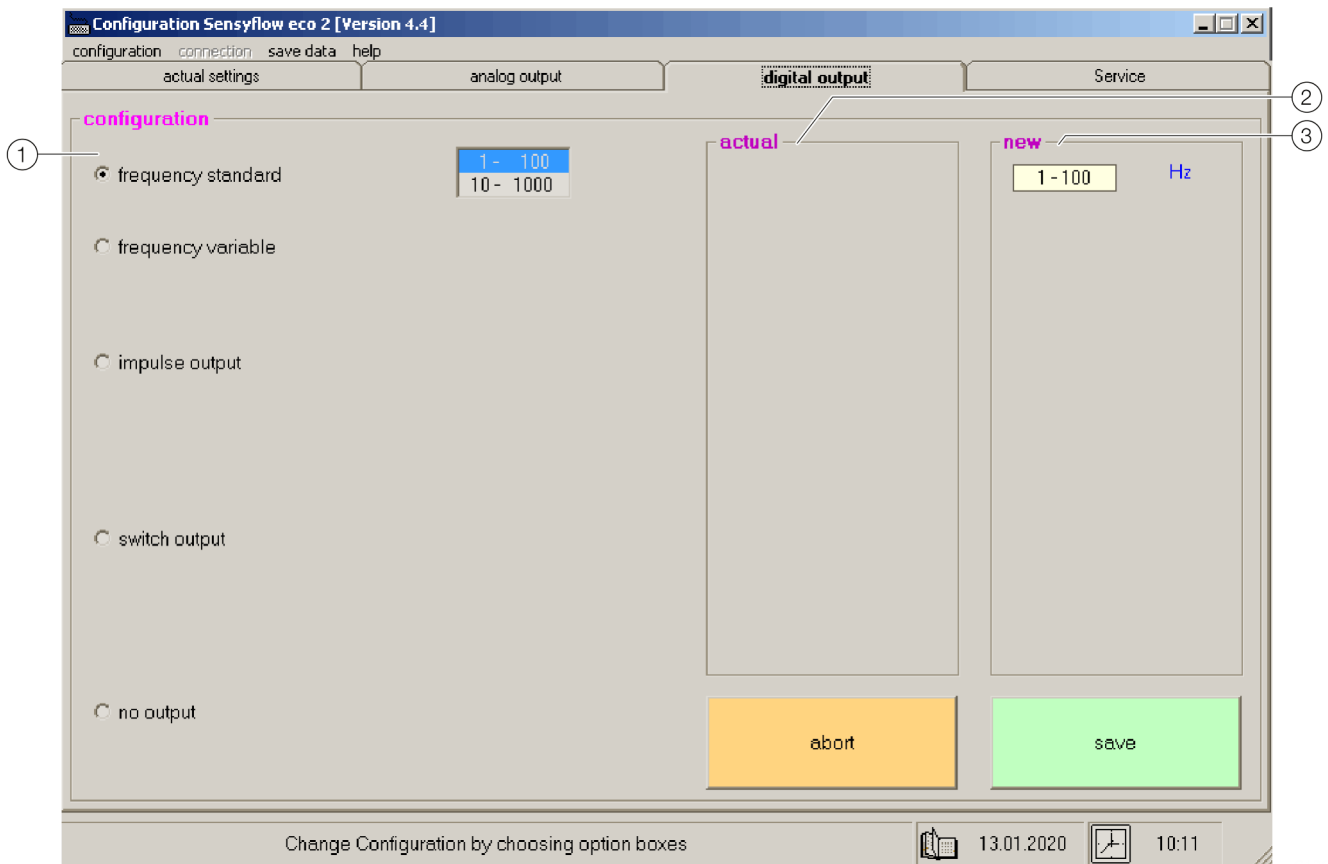 Configuration Sensyflow eco 2 [Version 4.4]
configuration connection save data help
actual settings analog output digital output Service
2
configuration
1
actual
new
3
frequency standard
1 - 100
10 - 1000
1 - 100 Hz
frequency variable
impulse output
switch output
no output
abort
save
Change Configuration by choosing option boxes 13.01.2020 10:11